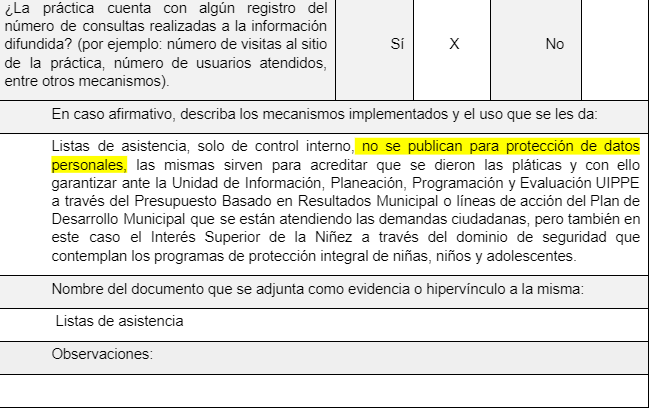 ¿La práctica cuenta con algún registro del
número de consultas realizadas a la información
difundida? (por ejemplo: número de visitas al sitio
de la práctica, número de usuarios atendidos,
entre otros mecanismos).
Sí X No
En caso afirmativo, describa los mecanismos implementados y el uso que se les da:
Listas de asistencia, solo de control interno, no se publican para protección de datos
personales, las mismas sirven para acreditar que se dieron las pláticas y con ello
garantizar ante la Unidad de Información, Planeación, Programación y Evaluación UIPPE
a través del Presupuesto Basado en Resultados Municipal o líneas de acción del Plan de
Desarrollo Municipal que se están atendiendo las demandas ciudadanas, pero también en
este caso el Interés Superior de la Niñez a través del dominio de seguridad que
contemplan los programas de protección integral de niñas, niños y adolescentes.
Nombre del documento que se adjunta como evidencia o hipervínculo a la misma:
Listas de asistencia
Observaciones: